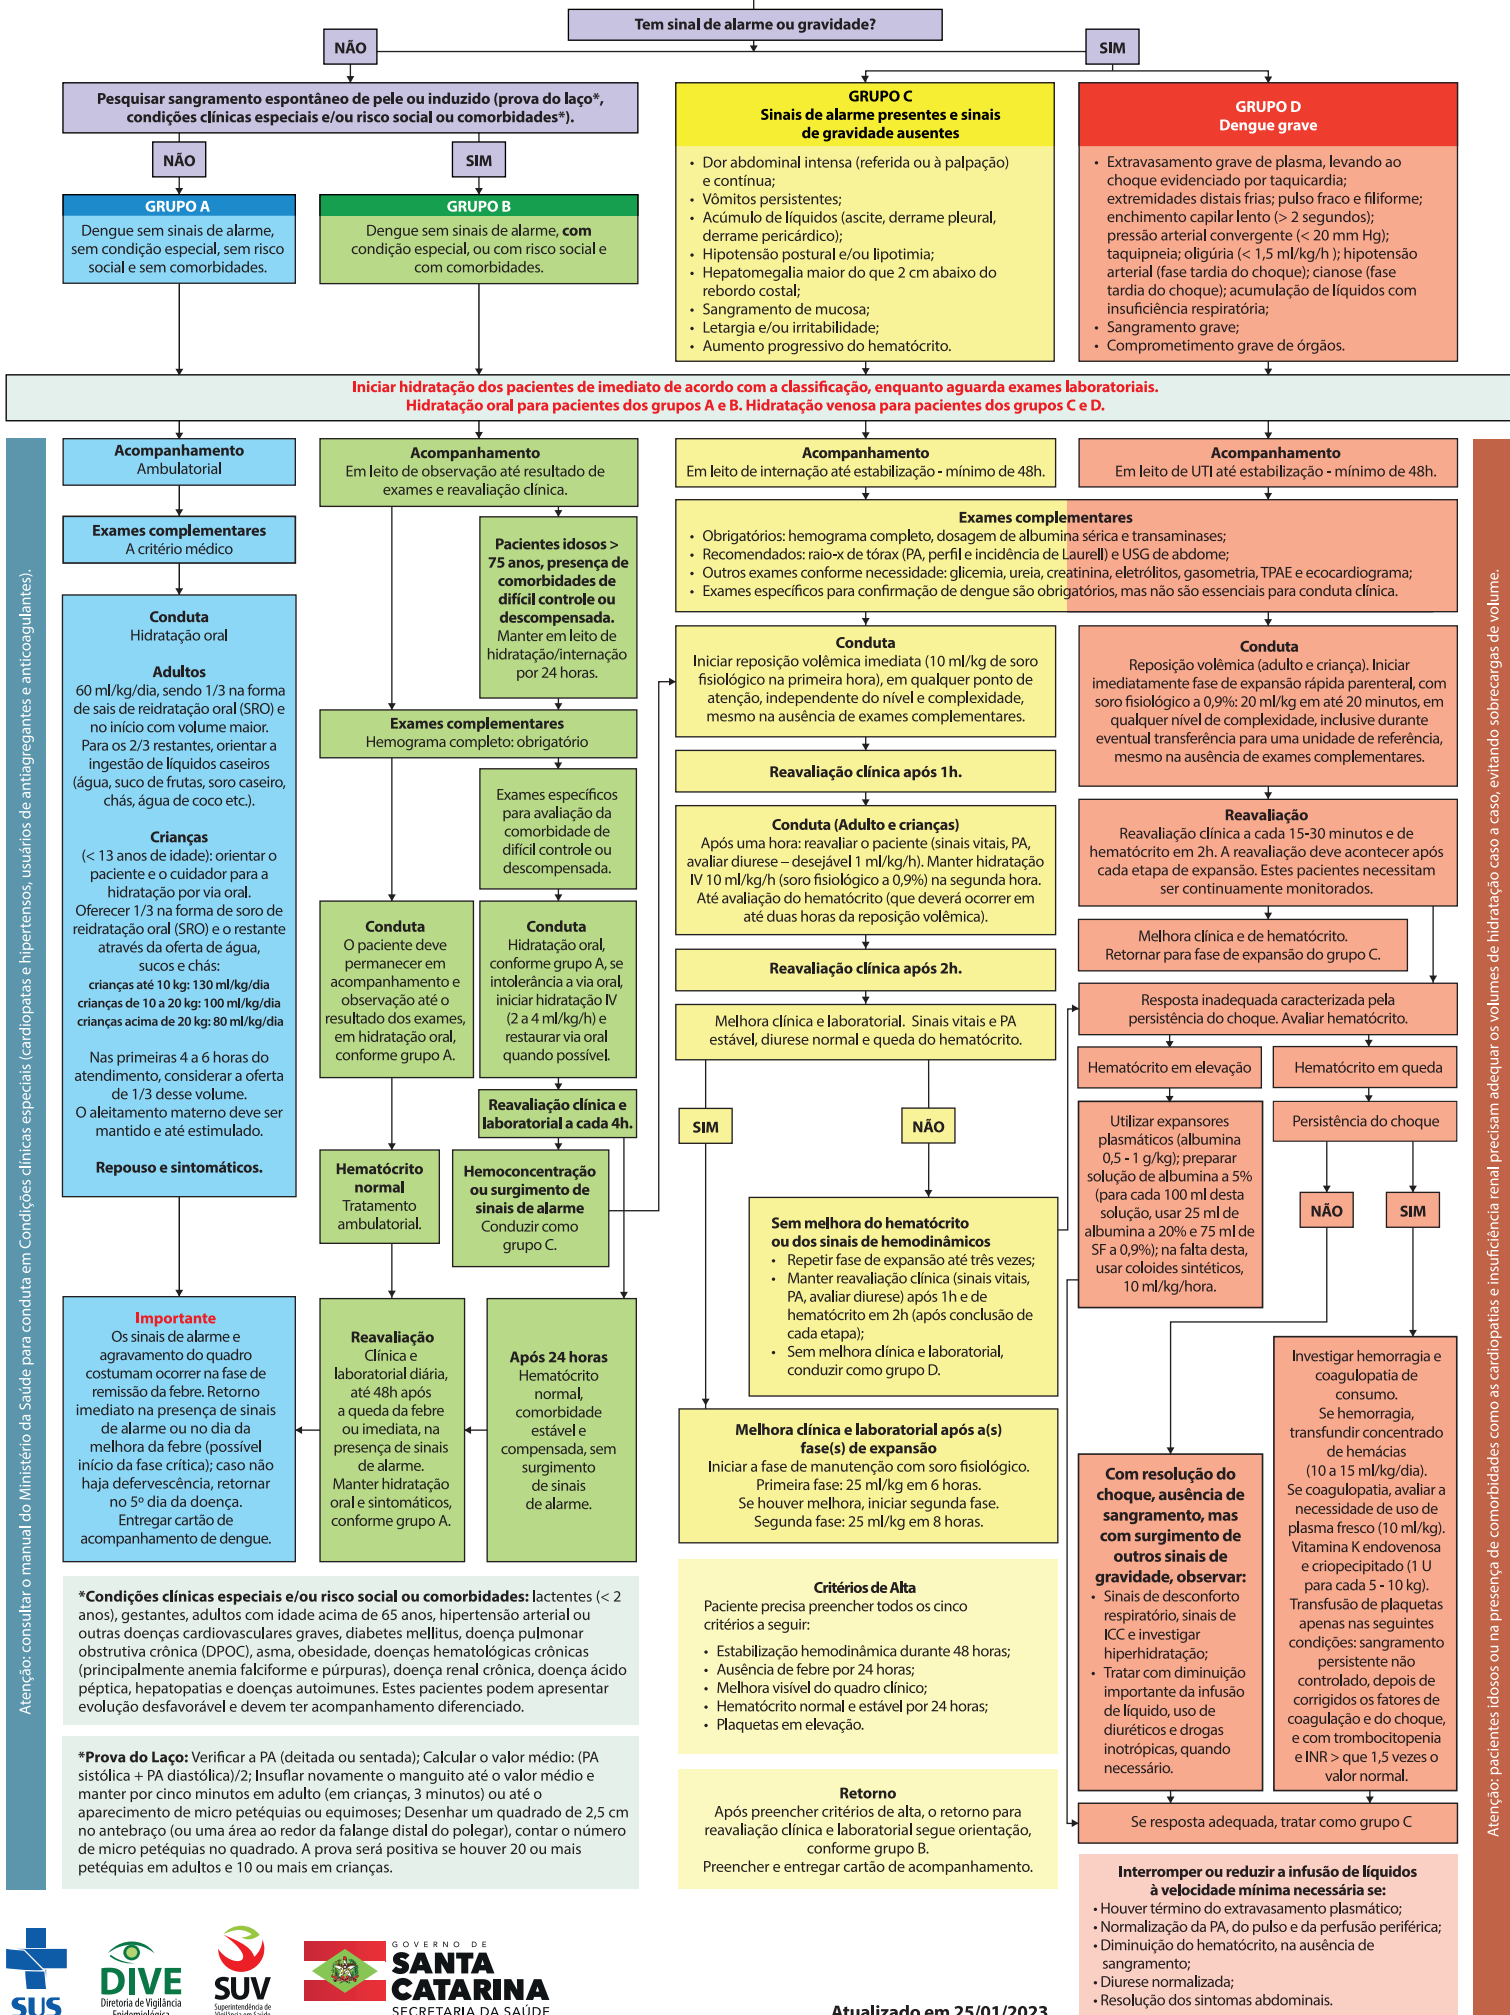 Tem sinal de alarme ou gravidade?
NÃO
SIM
Pesquisar sangramento espontâneo de pele ou induzido (prova do laço*,
condições clínicas especiais e/ou risco social ou comorbidades*).
NÃO
SIM
GRUPO A
Dengue sem sinais de alarme,
sem condição especial, sem risco
social e sem comorbidades.
GRUPO B
Dengue sem sinais de alarme, com
condição especial, ou com risco social e
com comorbidades.
GRUPO C
Sinais de alarme presentes e sinais
de gravidade ausentes
• Dor abdominal intensa (referida ou à palpação)
e contínua;
• Vômitos persistentes;
• Acúmulo de líquidos (ascite, derrame pleural,
derrame pericárdico);
• Hipotensão postural e/ou lipotimia;
• Hepatomegalia maior do que 2 cm abaixo do
rebordo costal;
• Sangramento de mucosa;
• Letargia e/ou irritabilidade;
• Aumento progressivo do hematócrito.
GRUPO D
Dengue grave
• Extravasamento grave de plasma, levando ao
choque evidenciado por taquicardia;
extremidades distais frias; pulso fraco e filiforme;
enchimento capilar lento (> 2 segundos);
pressão arterial convergente (< 20 mm Hg);
taquipneia; oligúria (< 1,5 ml/kg/h ); hipotensão
arterial (fase tardia do choque); cianose (fase
tardia do choque); acumulação de líquidos com
insuficiência respiratória;
• Sangramento grave;
• Comprometimento grave de órgãos.
Iniciar hidratação dos pacientes de imediato de acordo com a classificação, enquanto aguarda exames laboratoriais.
Hidratação oral para pacientes dos grupos A e B. Hidratação venosa para pacientes dos grupos C e D.
Atenção: consultar o manual do Ministério da Saúde para conduta em Condições clínicas especiais (cardiopatas e hipertensos, usuários de antiagregantes e anticoagulantes).
Acompanhamento
Ambulatorial
Exames complementares
A critério médico
Conduta
Hidratação oral
Adultos
60 ml/kg/dia, sendo 1/3 na forma
de sais de reidratação oral (SRO) e
no início com volume maior.
Para os 2/3 restantes, orientar a
ingestão de líquidos caseiros
(água, suco de frutas, soro caseiro,
chás, água de coco etc.).
Crianças
(< 13 anos de idade): orientar o
paciente e o cuidador para a
hidratação por via oral.
Oferecer 1/3 na forma de soro de
reidratação oral (SRO) e o restante
através da oferta de água,
sucos e chás:
crianças até 10 kg: 130 ml/kg/dia
crianças de 10 a 20 kg: 100 ml/kg/dia
crianças acima de 20 kg: 80 ml/kg/dia
Nas primeiras 4 a 6 horas do
atendimento, considerar a oferta
de 1/3 desse volume.
O aleitamento materno deve ser
mantido e até estimulado.
Repouso e sintomáticos.
Importante
Os sinais de alarme e
agravamento do quadro
costumam ocorrer na fase de
remissão da febre. Retorno
imediato na presença de sinais
de alarme ou no dia da
melhora da febre (possível
início da fase crítica); caso não
haja defervescência, retornar
no 5º dia da doença.
Entregar cartão de
acompanhamento de dengue.
Acompanhamento
Em leito de observação até resultado de
exames e reavaliação clínica.
Pacientes idosos >
75 anos, presença de
comorbidades de
difícil controle ou
descompensada.
Manter em leito de
hidratação/internação
por 24 horas.
Exames complementares
Hemograma completo: obrigatório
Exames específicos
para avaliação da
comorbidade de
difícil controle ou
descompensada.
Conduta
O paciente deve
permanecer em
acompanhamento e
observação até o
resultado dos exames,
em hidratação oral,
conforme grupo A.
Conduta
Hidratação oral,
conforme grupo A, se
intolerância a via oral,
iniciar hidratação IV
(2 a 4 ml/kg/h) e
restaurar via oral
quando possível.
Reavaliação clínica e
laboratorial a cada 4h.
Hematócrito
normal
Tratamento
ambulatorial.
Hemoconcentração
ou surgimento de
sinais de alarme
Conduzir como
grupo C.
Reavaliação
Clínica e
laboratorial diária,
até 48h após
a queda da febre
ou imediata, na
presença de sinais
de alarme.
Manter hidratação
oral e sintomáticos,
conforme grupo A.
Após 24 horas
Hematócrito
normal,
comorbidade
estável e
compensada, sem
surgimento
de sinais
de alarme.
Acompanhamento
Em leito de internação até estabilização - mínimo de 48h.
Acompanhamento
Em leito de UTI até estabilização - mínimo de 48h.
Exames complementares
• Obrigatórios: hemograma completo, dosagem de albumina sérica e transaminases;
• Recomendados: raio-x de tórax (PA, perfil e incidência de Laurell) e USG de abdome;
• Outros exames conforme necessidade: glicemia, ureia, creatinina, eletrólitos, gasometria, TPAE e ecocardiograma;
• Exames específicos para confirmação de dengue são obrigatórios, mas não são essenciais para conduta clínica.
Conduta
Iniciar reposição volêmica imediata (10 ml/kg de soro
fisiológico na primeira hora), em qualquer ponto de
atenção, independente do nível e complexidade,
mesmo na ausência de exames complementares.
Reavaliação clínica após 1h.
Conduta (Adulto e crianças)
Após uma hora: reavaliar o paciente (sinais vitais, PA,
avaliar diurese – desejável 1 ml/kg/h). Manter hidratação
IV 10 ml/kg/h (soro fisiológico a 0,9%) na segunda hora.
Até avaliação do hematócrito (que deverá ocorrer em
até duas horas da reposição volêmica).
Reavaliação clínica após 2h.
Melhora clínica e laboratorial. Sinais vitais e PA
estável, diurese normal e queda do hematócrito.
SIM
NÃO
Sem melhora do hematócrito
ou dos sinais de hemodinâmicos
• Repetir fase de expansão até três vezes;
• Manter reavaliação clínica (sinais vitais,
PA, avaliar diurese) após 1h e de
hematócrito em 2h (após conclusão de
cada etapa);
• Sem melhora clínica e laboratorial,
conduzir como grupo D.
Melhora clínica e laboratorial após a(s)
fase(s) de expansão
Iniciar a fase de manutenção com soro fisiológico.
Primeira fase: 25 ml/kg em 6 horas.
Se houver melhora, iniciar segunda fase.
Segunda fase: 25 ml/kg em 8 horas.
Critérios de Alta
Paciente precisa preencher todos os cinco
critérios a seguir:
• Estabilização hemodinâmica durante 48 horas;
• Ausência de febre por 24 horas;
• Melhora visível do quadro clínico;
• Hematócrito normal e estável por 24 horas;
• Plaquetas em elevação.
Retorno
Após preencher critérios de alta, o retorno para
reavaliação clínica e laboratorial segue orientação,
conforme grupo B.
Preencher e entregar cartão de acompanhamento.
Conduta
Reposição volêmica (adulto e criança). Iniciar
imediatamente fase de expansão rápida parenteral, com
soro fisiológico a 0,9%: 20 ml/kg em até 20 minutos, em
qualquer nível de complexidade, inclusive durante
eventual transferência para uma unidade de referência,
mesmo na ausência de exames complementares.
Reavaliação
Reavaliação clínica a cada 15-30 minutos e de
hematócrito em 2h. A reavaliação deve acontecer após
cada etapa de expansão. Estes pacientes necessitam
ser continuamente monitorados.
Melhora clínica e de hematócrito.
Retornar para fase de expansão do grupo C.
Resposta inadequada caracterizada pela
persistência do choque. Avaliar hematócrito.
Hematócrito em elevação
Hematócrito em queda
Utilizar expansores
plasmáticos (albumina
0,5 - 1 g/kg); preparar
solução de albumina a 5%
(para cada 100 ml desta
solução, usar 25 ml de
albumina a 20% e 75 ml de
SF a 0,9%); na falta desta,
usar coloides sintéticos,
10 ml/kg/hora.
Persistência do choque
NÃO
SIM
Com resolução do
choque, ausência de
sangramento, mas
com surgimento de
outros sinais de
gravidade, observar:
• Sinais de desconforto
respiratório, sinais de
ICC e investigar
hiperhidratação;
• Tratar com diminuição
importante da infusão
de líquido, uso de
diuréticos e drogas
inotrópicas, quando
necessário.
Investigar hemorragia e
coagulopatia de
consumo.
Se hemorragia,
transfundir concentrado
de hemácias
(10 a 15 ml/kg/dia).
Se coagulopatia, avaliar a
necessidade de uso de
plasma fresco (10 ml/kg).
Vitamina K endovenosa
e criopecipitado (1 U
para cada 5 - 10 kg).
Transfusão de plaquetas
apenas nas seguintes
condições: sangramento
persistente não
controlado, depois de
corrigidos os fatores de
coagulação e do choque,
e com trombocitopenia
e INR > que 1,5 vezes o
valor normal.
Se resposta adequada, tratar como grupo C
Interromper ou reduzir a infusão de líquidos
à velocidade mínima necessária se:
• Houver término do extravasamento plasmático;
• Normalização da PA, do pulso e da perfusão periférica;
• Diminuição do hematócrito, na ausência de
sangramento;
• Diurese normalizada;
• Resolução dos sintomas abdominais.
Atenção: pacientes idosos ou na presença de comorbidades como as cardiopatias e insuficiência renal precisam adequar os volumes de hidratação caso a caso, evitando sobrecargas de volume.
*Condições clínicas especiais e/ou risco social ou comorbidades: lactentes (< 2
anos), gestantes, adultos com idade acima de 65 anos, hipertensão arterial ou
outras doenças cardiovasculares graves, diabetes mellitus, doença pulmonar
obstrutiva crônica (DPOC), asma, obesidade, doenças hematológicas crônicas
(principalmente anemia falciforme e púrpuras), doença renal crônica, doença ácido
péptica, hepatopatias e doenças autoimunes. Estes pacientes podem apresentar
evolução desfavorável e devem ter acompanhamento diferenciado.
*Prova do Laço: Verificar a PA (deitada ou sentada); Calcular o valor médio: (PA
sistólica + PA diastólica)/2; Insuflar novamente o manguito até o valor médio e
manter por cinco minutos em adulto (em crianças, 3 minutos) ou até o
aparecimento de micro petéquias ou equimoses; Desenhar um quadrado de 2,5 cm
no antebraço (ou uma área ao redor da falange distal do polegar), contar o número
de micro petéquias no quadrado. A prova será positiva se houver 20 ou mais
petéquias em adultos e 10 ou mais em crianças.
SUS
DIVE
Diretoria de Vigilância
Epidemiológica
SUV
Superintendência de
Vigilância em Saúde
GOVERNO DE
SANTA
CATARINA
SECRETARIA DA SAÚDE
Atualizado em 25/01/2023